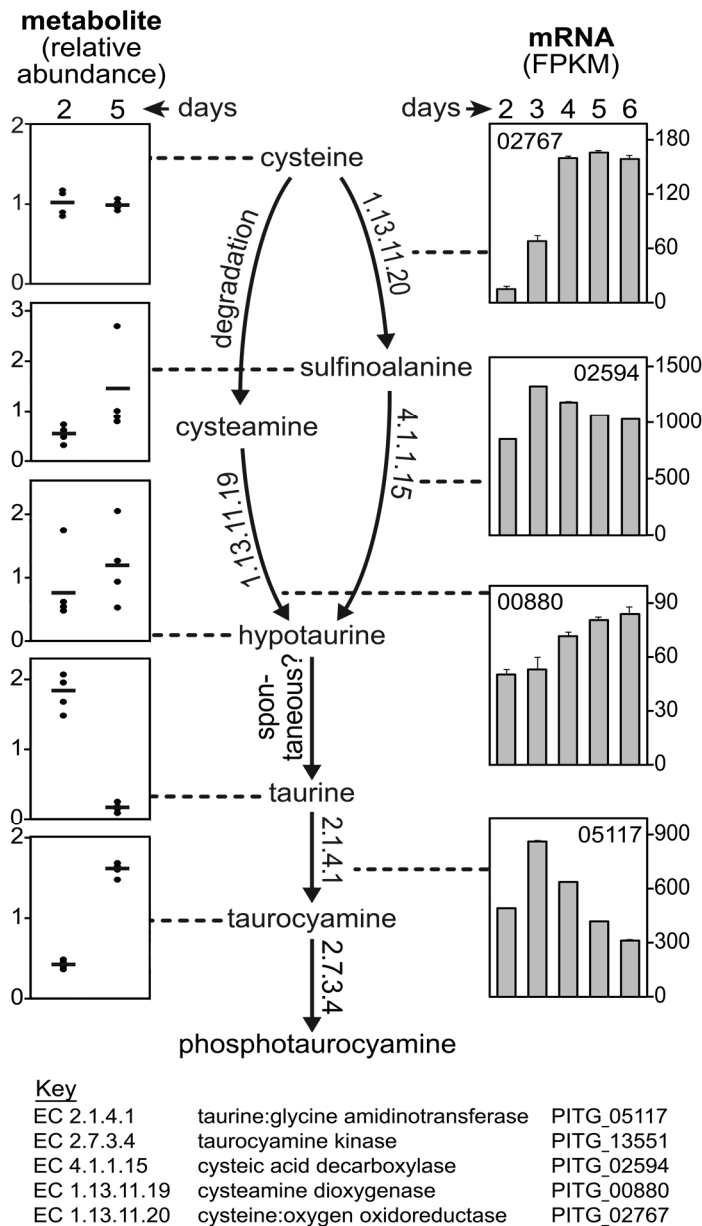 metabolite
(relative
abundance)
mRNA
(FPKM)
2 5 days
days 2 3 4 5 6
2
1
0
cysteine
02767
180
120
60
0
degradation
1.13.11.20
3
2
1
0
sulfinoalanine
02594
1500
1000
500
0
cysteamine
4.1.1.15
1.13.11.19
2
1
0
00880
90
60
30
0
hypotaurine
spon-
taneous?
2
1
0
taurine
2.1.4.1
05117
900
600
300
0
2
1
0
taurocyamine
2.7.3.4
phosphotaurocyamine
Key
EC 2.1.4.1 taurine:glycine amidinotransferase PITG_05117
EC 2.7.3.4 taurocyamine kinase PITG_13551
EC 4.1.1.15 cysteic acid decarboxylase PITG_02594
EC 1.13.11.19 cysteamine dioxygenase PITG_00880
EC 1.13.11.20 cysteine:oxygen oxidoreductase PITG_02767